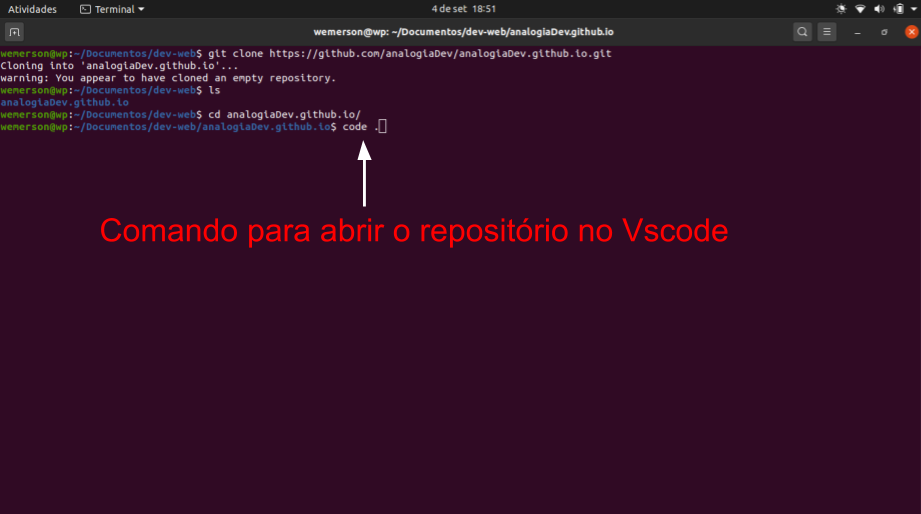 Atividades Terminal 4 de set 18:51
wemerson@wp: ~/Documentos/dev-web/analogiaDev.github.io
wemerson@wp:~/Documentos/dev-web$ git clone https://github.com/analogiaDev/analogiaDev.github.io.git
Cloning into 'analogiaDev.github.io'...
warning: You appear to have cloned an empty repository.
wemerson@wp:~/Documentos/dev-web$ ls
analogiaDev.github.io
wemerson@wp:~/Documentos/dev-web$ cd analogiaDev.github.io/
wemerson@wp:~/Documentos/dev-web/analogiaDev.github.io$ code .
Comando para abrir o repositório no Vscode